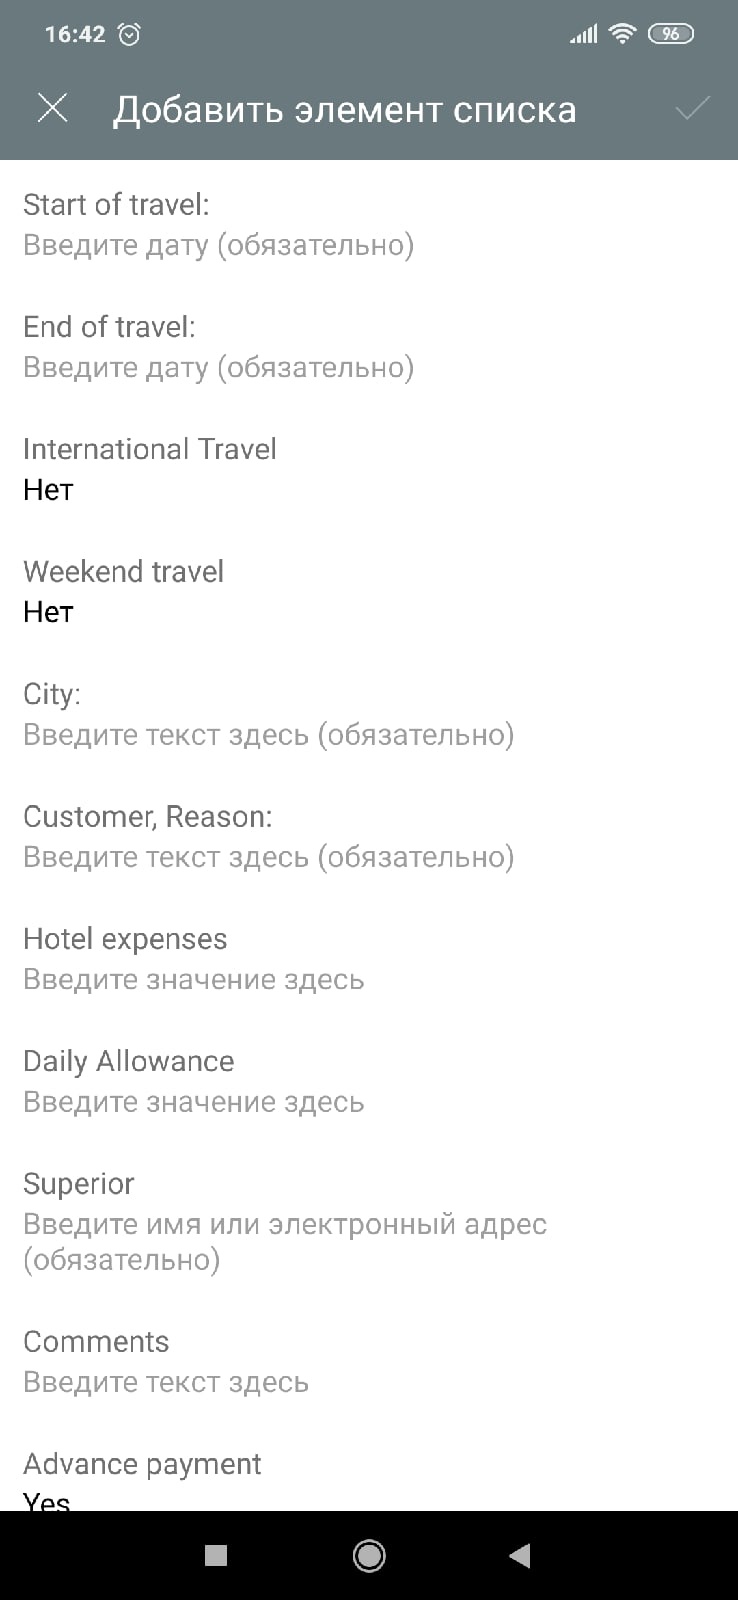 16:42
96
Добавить элемент списка
Start of travel:
Введите дату (обязательно)
End of travel:
Введите дату (обязательно)
International Travel
Нет
Weekend travel
Нет
City:
Введите текст здесь (обязательно)
Customer, Reason:
Введите текст здесь (обязательно)
Hotel expenses
Введите значение здесь
Daily Allowance
Введите значение здесь
Superior
Введите имя или электронный адрес
(обязательно)
Comments
Введите текст здесь
Advance payment
Yes